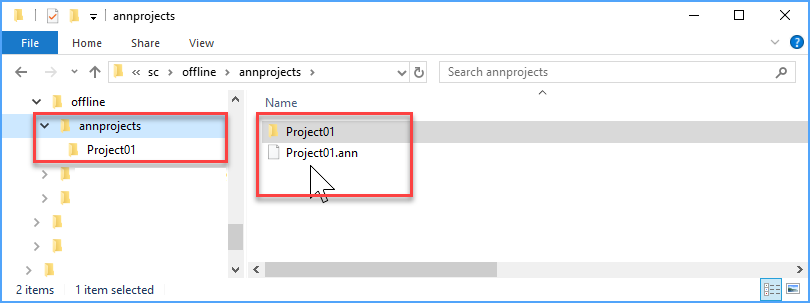 annprojects
File Home Share View
« sc › offline › annprojects ›
Search annprojects
offline
annprojects
Project01
Name
Project01
Project01.ann
2 items 1 item selected